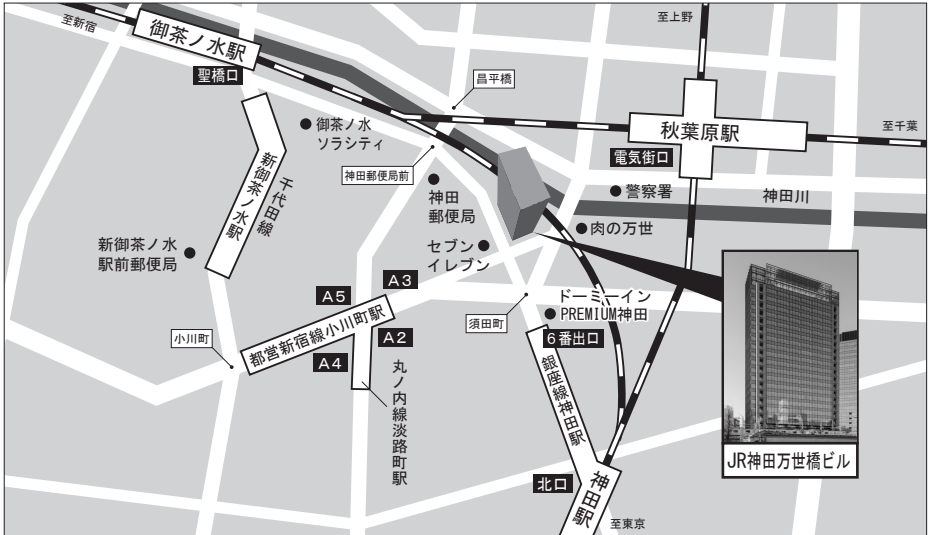 至新宿
御茶ノ水駅
聖橋口
至上野
昌平橋
御茶ノ水
ソラシティ
秋葉原駅
至千葉
電気街口
神田郵便局前
神田
郵便局
警察署
神田川
千代田線
新御茶ノ水駅
肉の万世
新御茶ノ水
駅前郵便局
セブン
イレブン
A3
A5
ドーミーイン
PREMIUM神田
須田町
6番出口
小川町
都営新宿線小川町駅
A2
A4
丸ノ内線淡路町駅
銀座線神田駅
JR神田万世橋ビル
北口
神田駅
至東京